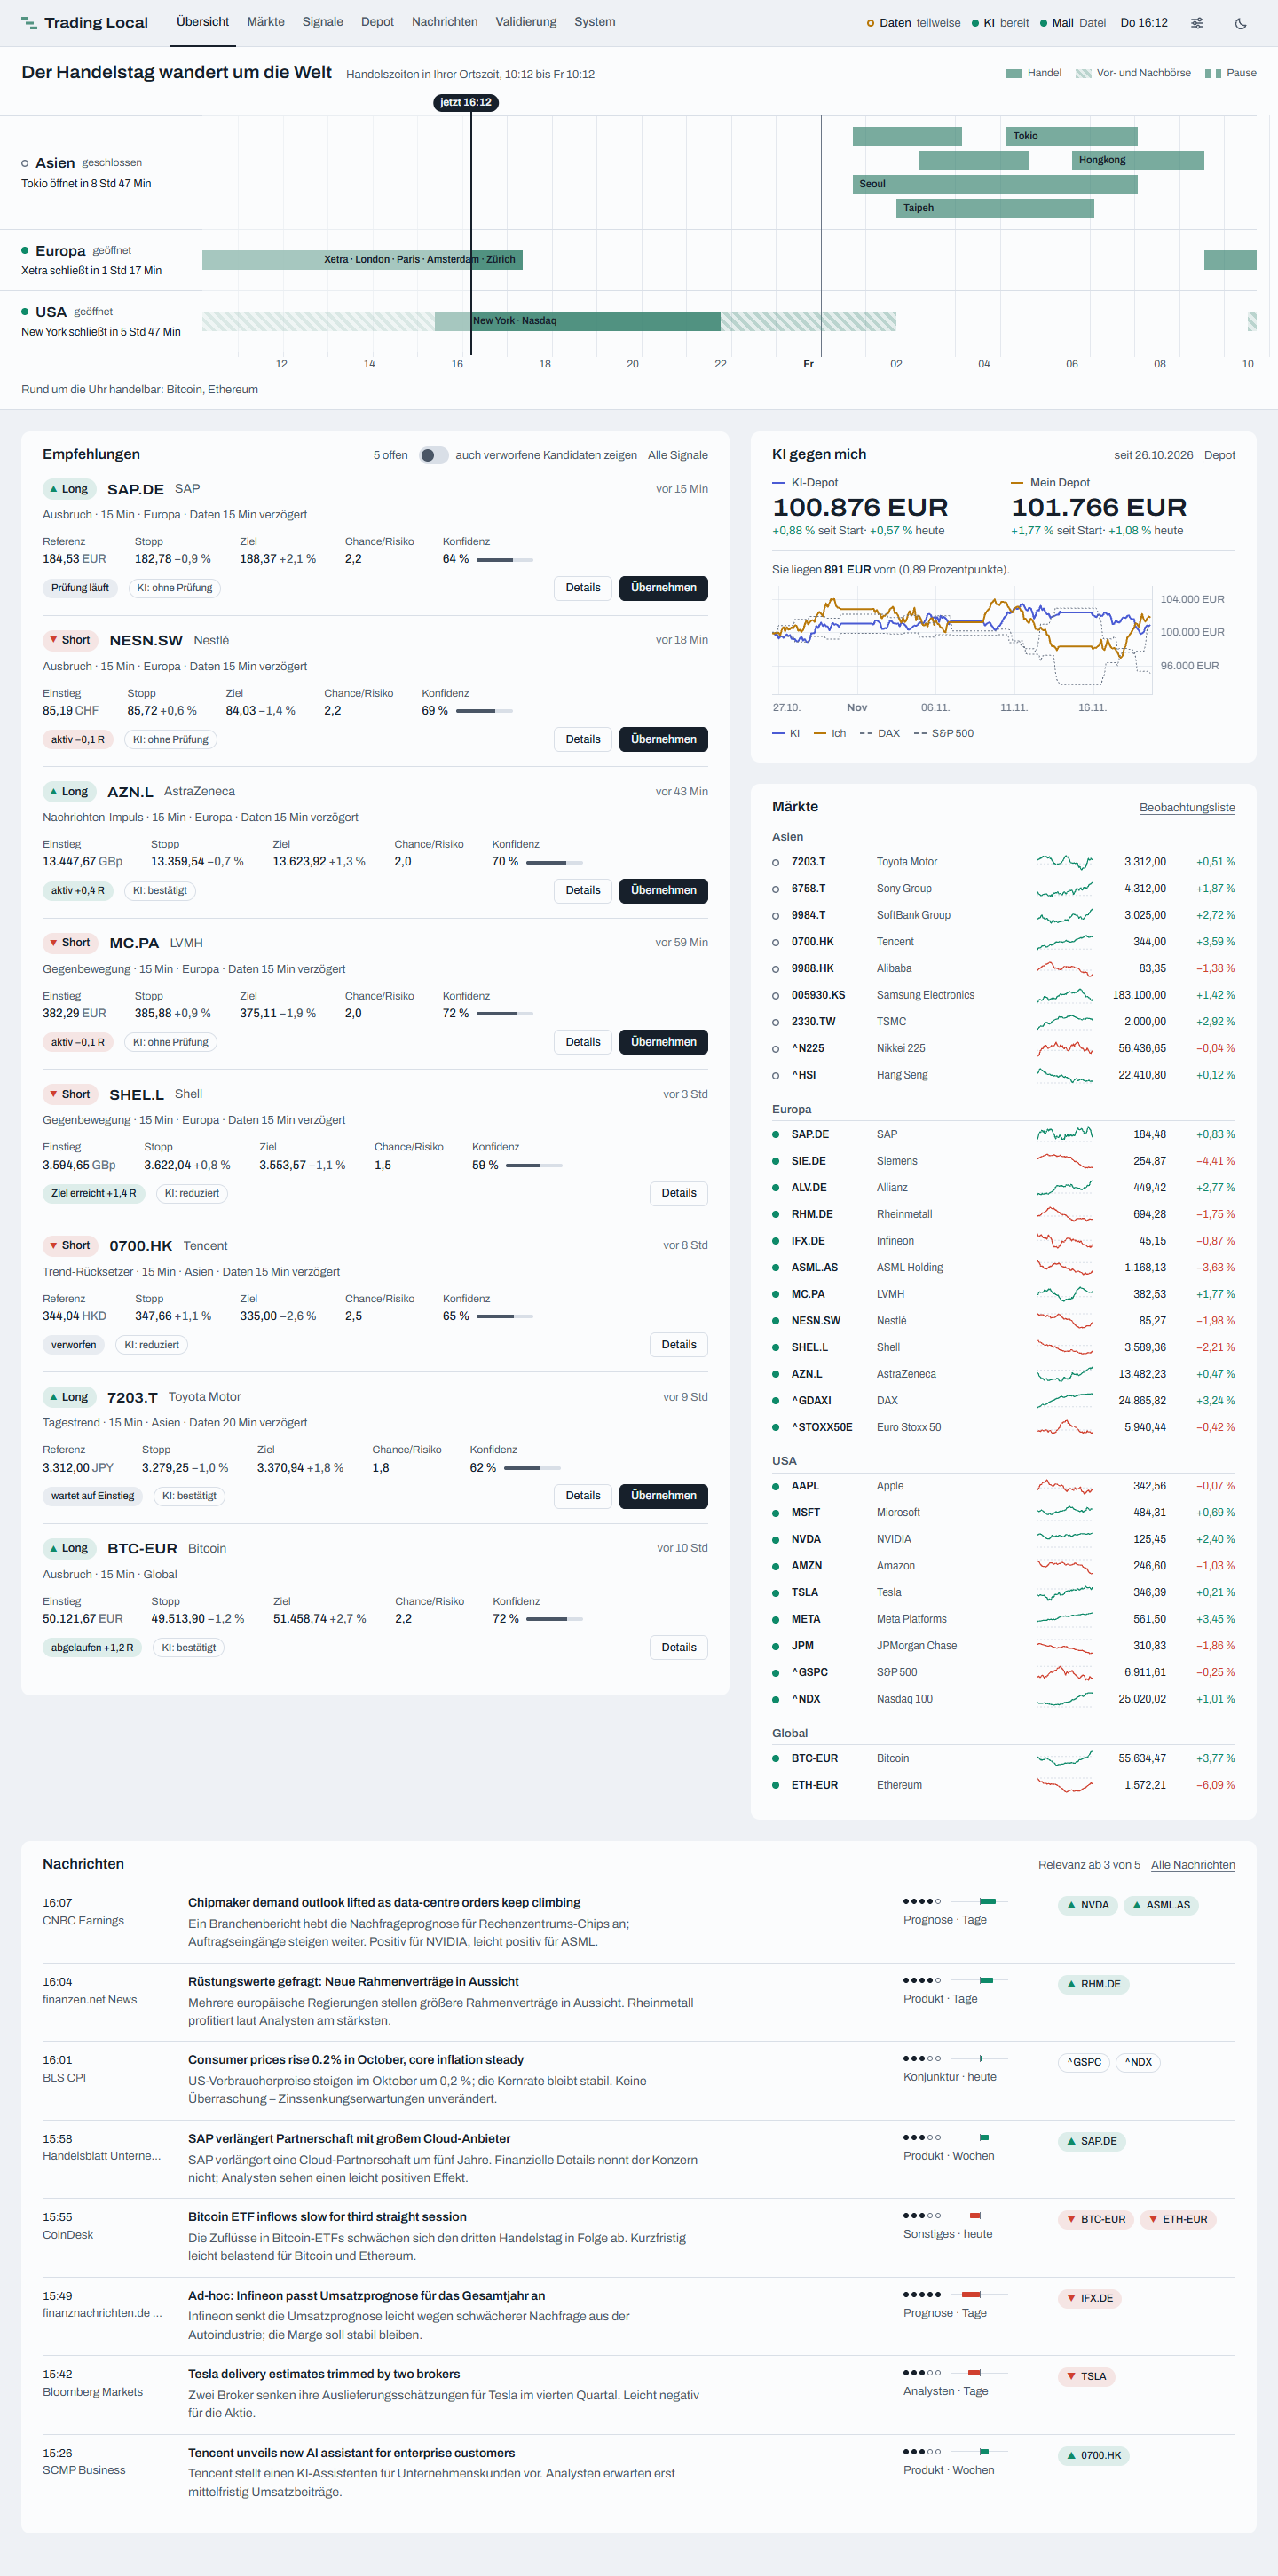 Trading Local Übersicht Märkte Signale Depot Nachrichten Validierung System Daten teilweise KI bereit Mail Datei Do 16:12
Der Handelstag wandert um die Welt Handelszeiten in Ihrer Ortszeit, 10:12 bis Fr 10:12 Handel Vor- und Nachbörse Pause
jetzt 16:12
Asien geschlossen
Tokio öffnet in 8 Std 47 Min
Tokio
Hongkong
Seoul
Taipeh
Europa geöffnet
Xetra schließt in 1 Std 17 Min
Xetra · London · Paris · Amsterdam · Zürich
USA geöffnet
New York schließt in 5 Std 47 Min
New York · Nasdaq
12 14 16 18 20 22 Fr 02 04 06 08 10
Rund um die Uhr handelbar: Bitcoin, Ethereum
Empfehlungen 5 offen auch verworfene Kandidaten zeigen Alle Signale
Long SAP.DE SAP vor 15 Min
Ausbruch · 15 Min · Europa · Daten 15 Min verzögert
Referenz Stopp Ziel Chance/Risiko Konfidenz
184,53 EUR 182,78 −0,9 % 188,37 +2,1 % 2,2 64 %
Prüfung läuft KI: ohne Prüfung Details Übernehmen
Short NESN.SW Nestlé vor 18 Min
Ausbruch · 15 Min · Europa · Daten 15 Min verzögert
Einstieg Stopp Ziel Chance/Risiko Konfidenz
85,19 CHF 85,72 +0,6 % 84,03 −1,4 % 2,2 69 %
aktiv −0,1 R KI: ohne Prüfung Details Übernehmen
Long AZN.L AstraZeneca vor 43 Min
Nachrichten-Impuls · 15 Min · Europa · Daten 15 Min verzögert
Einstieg Stopp Ziel Chance/Risiko Konfidenz
13.447,67 GBp 13.359,54 −0,7 % 13.623,92 +1,3 % 2,0 70 %
aktiv +0,4 R KI: bestätigt Details Übernehmen
Short MC.PA LVMH vor 59 Min
Gegenbewegung · 15 Min · Europa · Daten 15 Min verzögert
Einstieg Stopp Ziel Chance/Risiko Konfidenz
382,29 EUR 385,88 +0,9 % 375,11 −1,9 % 2,0 72 %
aktiv −0,1 R KI: ohne Prüfung Details Übernehmen
Short SHEL.L Shell vor 3 Std
Gegenbewegung · 15 Min · Europa · Daten 15 Min verzögert
Einstieg Stopp Ziel Chance/Risiko Konfidenz
3.594,65 GBp 3.622,04 +0,8 % 3.553,57 −1,1 % 1,5 59 %
Ziel erreicht +1,4 R KI: reduziert Details
Short 0700.HK Tencent vor 8 Std
Trend-Rücksetzer · 15 Min · Asien · Daten 15 Min verzögert
Referenz Stopp Ziel Chance/Risiko Konfidenz
344,04 HKD 347,66 +1,1 % 335,00 −2,6 % 2,5 65 %
verworfen KI: reduziert Details
Long 7203.T Toyota Motor vor 9 Std
Tagestrend · 15 Min · Asien · Daten 20 Min verzögert
Referenz Stopp Ziel Chance/Risiko Konfidenz
3.312,00 JPY 3.279,25 −1,0 % 3.370,94 +1,8 % 1,8 62 %
wartet auf Einstieg KI: bestätigt Details Übernehmen
Long BTC-EUR Bitcoin vor 10 Std
Ausbruch · 15 Min · Global
Einstieg Stopp Ziel Chance/Risiko Konfidenz
50.121,67 EUR 49.513,90 −1,2 % 51.458,74 +2,7 % 2,2 72 %
abgelaufen +1,2 R KI: bestätigt Details
KI gegen mich seit 26.10.2026 Depot
KI-Depot Mein Depot
100.876 EUR 101.766 EUR
+0,88 % seit Start· +0,57 % heute +1,77 % seit Start· +1,08 % heute
Sie liegen 891 EUR vorn (0,89 Prozentpunkte).
104.000 EUR
100.000 EUR
96.000 EUR
27.10. Nov 06.11. 11.11. 16.11.
KI Ich DAX S&P 500
Märkte Beobachtungsliste
Asien
7203.T Toyota Motor 3.312,00 +0,51 %
6758.T Sony Group 4.312,00 +1,87 %
9984.T SoftBank Group 3.025,00 +2,72 %
0700.HK Tencent 344,00 +3,59 %
9988.HK Alibaba 83,35 −1,38 %
005930.KS Samsung Electronics 183.100,00 +1,42 %
2330.TW TSMC 2.000,00 +2,92 %
^N225 Nikkei 225 56.436,65 −0,04 %
^HSI Hang Seng 22.410,80 +0,12 %
Europa
SAP.DE SAP 184,48 +0,83 %
SIE.DE Siemens 254,87 −4,41 %
ALV.DE Allianz 449,42 +2,77 %
RHM.DE Rheinmetall 694,28 −1,75 %
IFX.DE Infineon 45,15 −0,87 %
ASML.AS ASML Holding 1.168,13 −3,63 %
MC.PA LVMH 382,53 +1,77 %
NESN.SW Nestlé 85,27 −1,98 %
SHEL.L Shell 3.589,36 −2,21 %
AZN.L AstraZeneca 13.482,23 +0,47 %
^GDAXI DAX 24.865,82 +3,24 %
^STOXX50E Euro Stoxx 50 5.940,44 −0,42 %
USA
AAPL Apple 342,56 −0,07 %
MSFT Microsoft 484,31 +0,69 %
NVDA NVIDIA 125,45 +2,40 %
AMZN Amazon 246,60 −1,03 %
TSLA Tesla 346,39 +0,21 %
META Meta Platforms 561,50 +3,45 %
JPM JPMorgan Chase 310,83 −1,86 %
^GSPC S&P 500 6.911,61 −0,25 %
^NDX Nasdaq 100 25.020,02 +1,01 %
Global
BTC-EUR Bitcoin 55.634,47 +3,77 %
ETH-EUR Ethereum 1.572,21 −6,09 %
Nachrichten Relevanz ab 3 von 5 Alle Nachrichten
16:07 Chipmaker demand outlook lifted as data-centre orders keep climbing
CNBC Earnings Ein Branchenbericht hebt die Nachfrageprognose für Rechenzentrums-Chips an;
Auftragseingänge steigen weiter. Positiv für NVIDIA, leicht positiv für ASML.
Prognose · Tage NVDA ASML.AS
16:04 Rüstungswerte gefragt: Neue Rahmenverträge in Aussicht
finanzen.net News Mehrere europäische Regierungen stellen größere Rahmenverträge in Aussicht. Rheinmetall
profitiert laut Analysten am stärksten.
Produkt · Tage RHM.DE
16:01 Consumer prices rise 0.2% in October, core inflation steady
BLS CPI US-Verbraucherpreise steigen im Oktober um 0,2 %; die Kernrate bleibt stabil. Keine
Überraschung – Zinssenkungserwartungen unverändert.
Konjunktur · heute ^GSPC ^NDX
15:58 SAP verlängert Partnerschaft mit großem Cloud-Anbieter
Handelsblatt Unterne... SAP verlängert eine Cloud-Partnerschaft um fünf Jahre. Finanzielle Details nennt der Konzern
nicht; Analysten sehen einen leicht positiven Effekt.
Produkt · Wochen SAP.DE
15:55 Bitcoin ETF inflows slow for third straight session
CoinDesk Die Zuflüsse in Bitcoin-ETFs schwächen sich den dritten Handelstag in Folge ab. Kurzfristig
leicht belastend für Bitcoin und Ethereum.
Sonstiges · heute BTC-EUR ETH-EUR
15:49 Ad-hoc: Infineon passt Umsatzprognose für das Gesamtjahr an
finanznachrichten.de ... Infineon senkt die Umsatzprognose leicht wegen schwächerer Nachfrage aus der
Autoindustrie; die Marge soll stabil bleiben.
Prognose · Tage IFX.DE
15:42 Tesla delivery estimates trimmed by two brokers
Bloomberg Markets Zwei Broker senken ihre Auslieferungsschätzungen für Tesla im vierten Quartal. Leicht negativ
für die Aktie.
Analysten · Tage TSLA
15:26 Tencent unveils new AI assistant for enterprise customers
SCMP Business Tencent stellt einen KI-Assistenten für Unternehmenskunden vor. Analysten erwarten erst
mittelfristig Umsatzbeiträge.
Produkt · Wochen 0700.HK